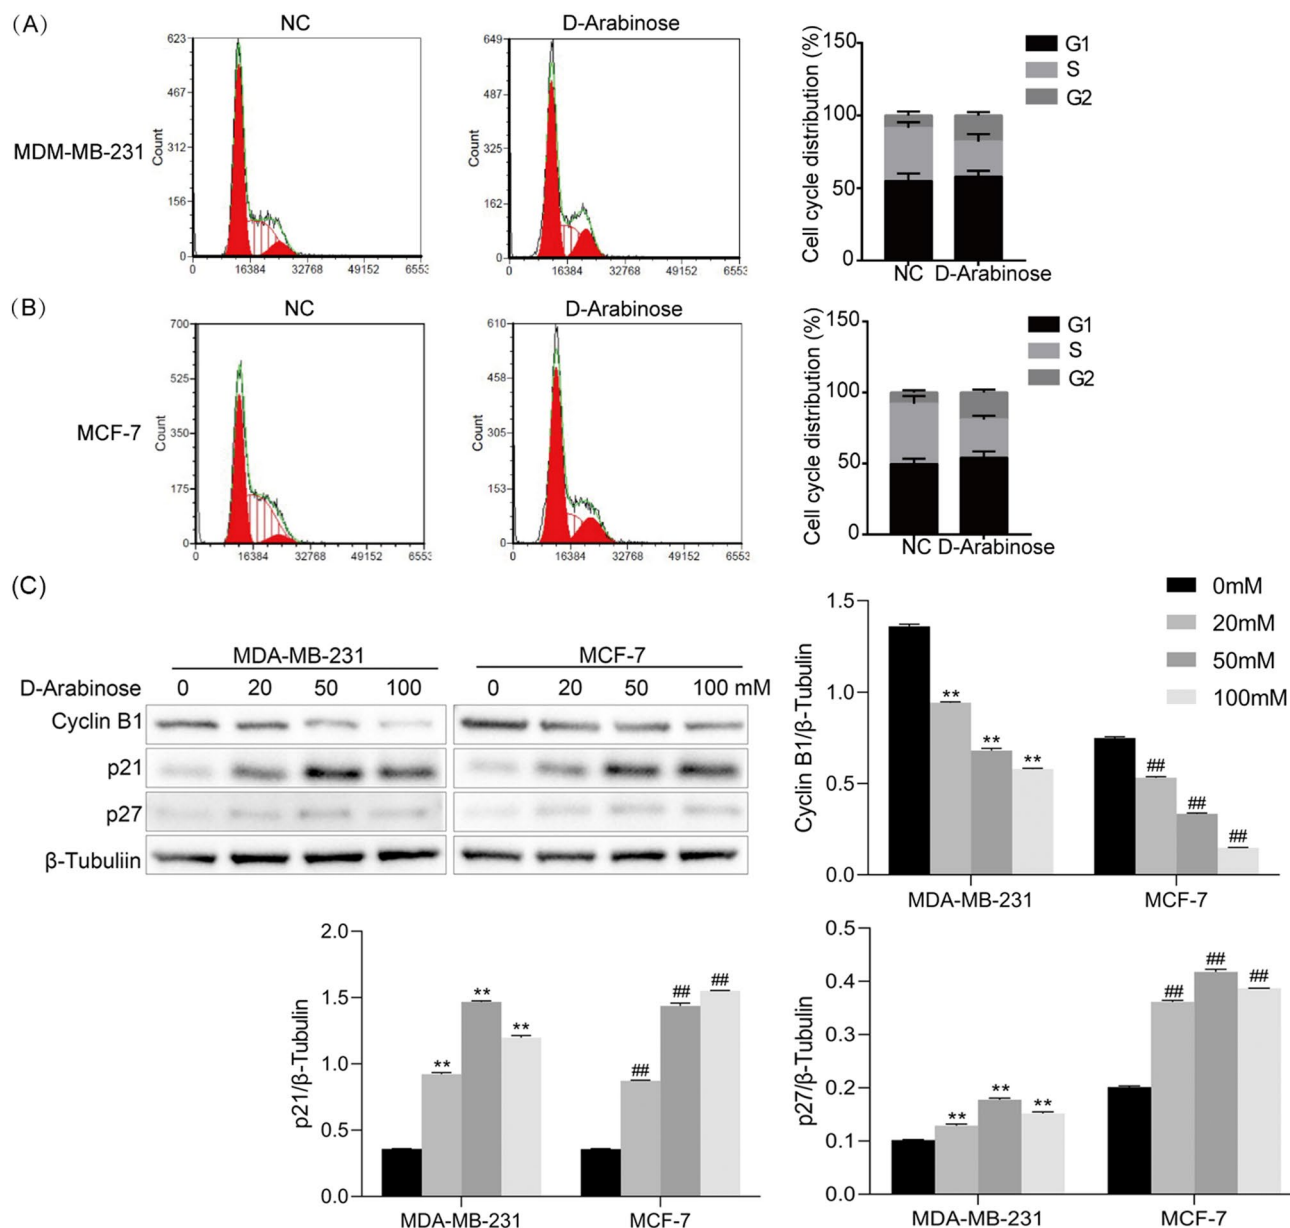 (A)
NC
D-Arabinose
MDM-MB-231
Count
623
467
312
156
0
0 16384 32768 49152 6553
Count
649
487
325
162
0
0 16384 32768 49152 6553
Cell cycle distribution (%)
150
100
50
0
NC D-Arabinose
G1
S
G2
(B)
NC
D-Arabinose
MCF-7
Count
700
525
350
175
0
0 16384 32768 49152 6553
Count
610
458
305
153
0
0 16384 32768 49152 6553
Cell cycle distribution (%)
150
100
50
0
NC D-Arabinose
G1
S
G2
(C)
MDA-MB-231 MCF-7
D-Arabinose 0 20 50 100 0 20 50 100 mM
Cyclin B1
p21
p27
β-Tubuliin
Cyclin B1/β-Tubulin
1.5
1.0
0.5
0.0
** ** **
## ## ##
MDA-MB-231 MCF-7
0mM
20mM
50mM
100mM
p21/β-Tubulin
2.0
1.5
1.0
0.5
0.0
** ** **
## ## ##
MDA-MB-231 MCF-7
p27/β-Tubulin
0.5
0.4
0.3
0.2
0.1
0.0
** ** **
## ## ##
MDA-MB-231 MCF-7